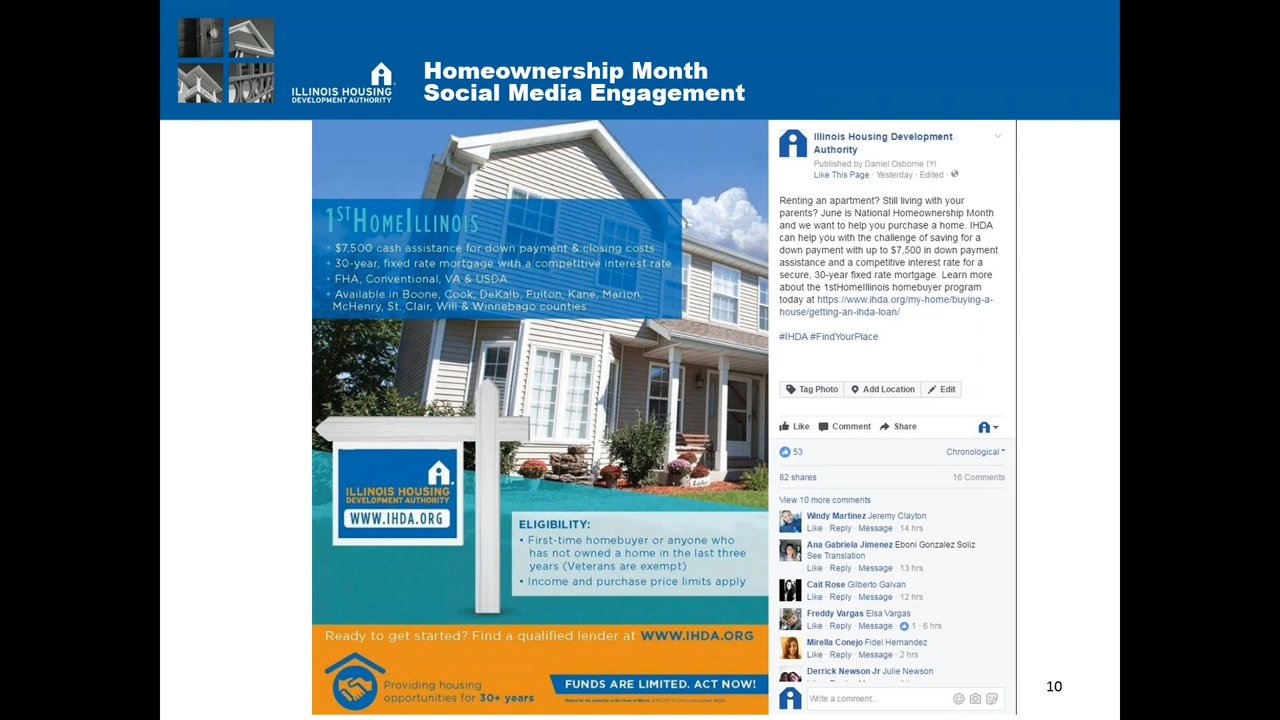 ILLINOIS HOUSING
DEVELOPMENT AUTHORITY
Homeownership Month
Social Media Engagement
1STHOMEILLINOIS
• $7,500 cash assistance for down payment & closing costs
• 30-year, fixed rate mortgage with a competitive interest rate
• FHA, Conventional, VA & USDA
• Available in Boone, Cook, DeKalb, Fulton, Kane, Marion,
McHenry, St. Clair, Will & Winnebago counties
ILLINOIS HOUSING
DEVELOPMENT AUTHORITY
WWW.IHDA.ORG
ELIGIBILITY:
• First-time homebuyer or anyone who
has not owned a home in the last three
years (Veterans are exempt)
• Income and purchase price limits apply
Ready to get started? Find a qualified lender at WWW.IHDA.ORG
Providing housing
opportunities for 30+ years
FUNDS ARE LIMITED. ACT NOW!
Illinois Housing Development
Authority
Published by Daniel Osborne [?]
Like This Page · Yesterday · Edited ·
Renting an apartment? Still living with your
parents? June is National Homeownership Month
and we want to help you purchase a home. IHDA
can help you with the challenge of saving for a
down payment with up to $7,500 in down payment
assistance and a competitive interest rate for a
secure, 30-year fixed rate mortgage. Learn more
about the 1stHomeIllinois homebuyer program
today at https://www.ihda.org/my-home/buying-a-
house/getting-an-ihda-loan/
#IHDA #FindYourPlace
Tag Photo Add Location Edit
Like Comment Share
53 Chronological
82 shares 16 Comments
View 10 more comments
Windy Martinez Jeremy Clayton
Like · Reply · Message · 14 hrs
Ana Gabriela Jimenez Eboni Gonzalez Soliz
See Translation
Like · Reply · Message · 13 hrs
Cait Rose Gilberto Galvan
Like · Reply · Message · 12 hrs
Freddy Vargas Elsa Vargas
Like · Reply · Message · 1 · 6 hrs
Mirella Conejo Fidel Hernandez
Like · Reply · Message · 2 hrs
Derrick Newson Jr Julie Newson
Write a comment...
10